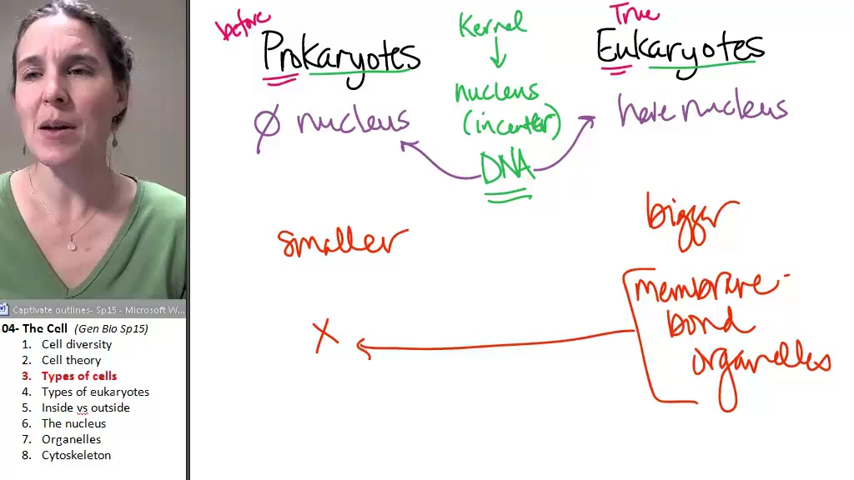 before
Prokaryotes
Kernel
True
Eukaryotes
Ø nucleus
nucleus
(in center)
have nucleus
DNA
smaller
bigger
X
membrane-
bond
organelles
Captivate outlines- Sp15 - Microsoft W...
04- The Cell (Gen Bio Sp15)
1. Cell diversity
2. Cell theory
3. Types of cells
4. Types of eukaryotes
5. Inside vs outside
6. The nucleus
7. Organelles
8. Cytoskeleton